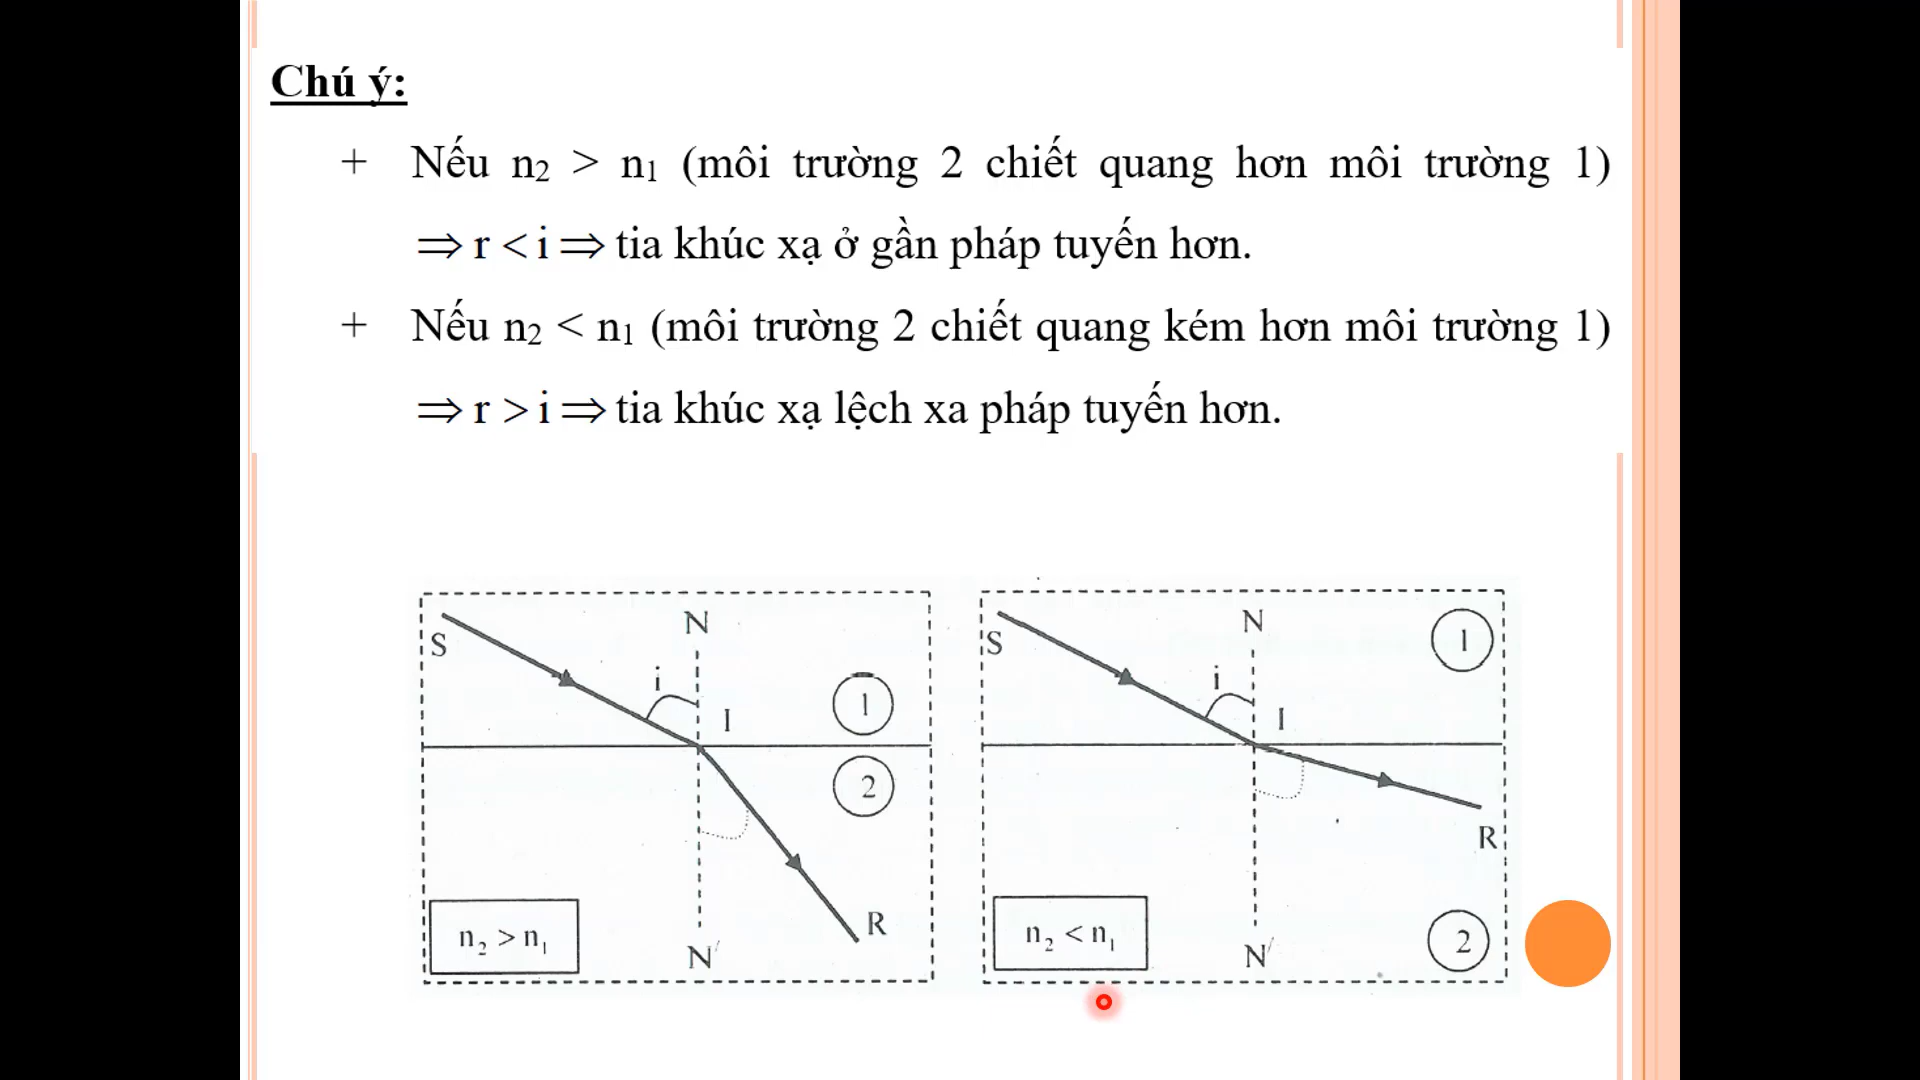 Chú ý:
+ Nếu n₂ > n₁ (môi trường 2 chiết quang hơn môi trường 1)
⇒ r < i ⇒ tia khúc xạ ở gần pháp tuyến hơn.
+ Nếu n₂ < n₁ (môi trường 2 chiết quang kém hơn môi trường 1)
⇒ r > i ⇒ tia khúc xạ lệch xa pháp tuyến hơn.
S
N
i
I
1
2
R
N'
n₂ > n₁
S
N
i
I
1
R
N'
2
n₂ < n₁